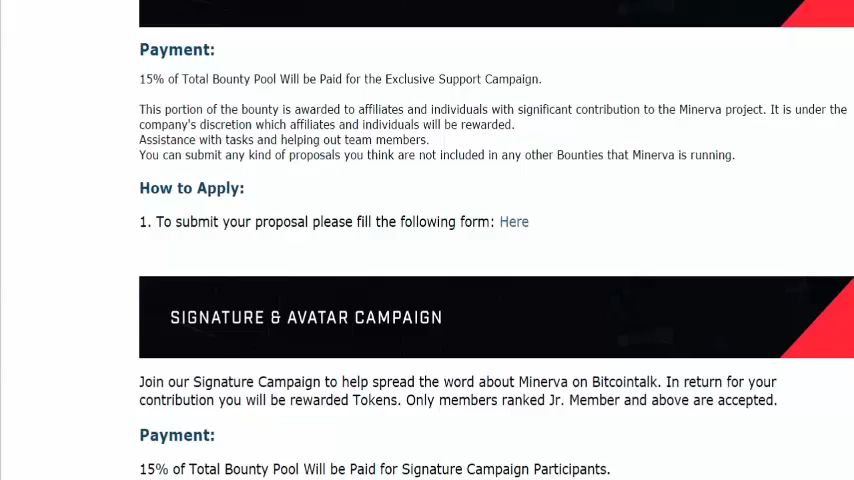 Payment:
15% of Total Bounty Pool Will be Paid for the Exclusive Support Campaign.
This portion of the bounty is awarded to affiliates and individuals with significant contribution to the Minerva project. It is under the
company's discretion which affiliates and individuals will be rewarded.
Assistance with tasks and helping out team members.
You can submit any kind of proposals you think are not included in any other Bounties that Minerva is running.
How to Apply:
1. To submit your proposal please fill the following form: Here
SIGNATURE & AVATAR CAMPAIGN
Join our Signature Campaign to help spread the word about Minerva on Bitcointalk. In return for your
contribution you will be rewarded Tokens. Only members ranked Jr. Member and above are accepted.
Payment:
15% of Total Bounty Pool Will be Paid for Signature Campaign Participants.